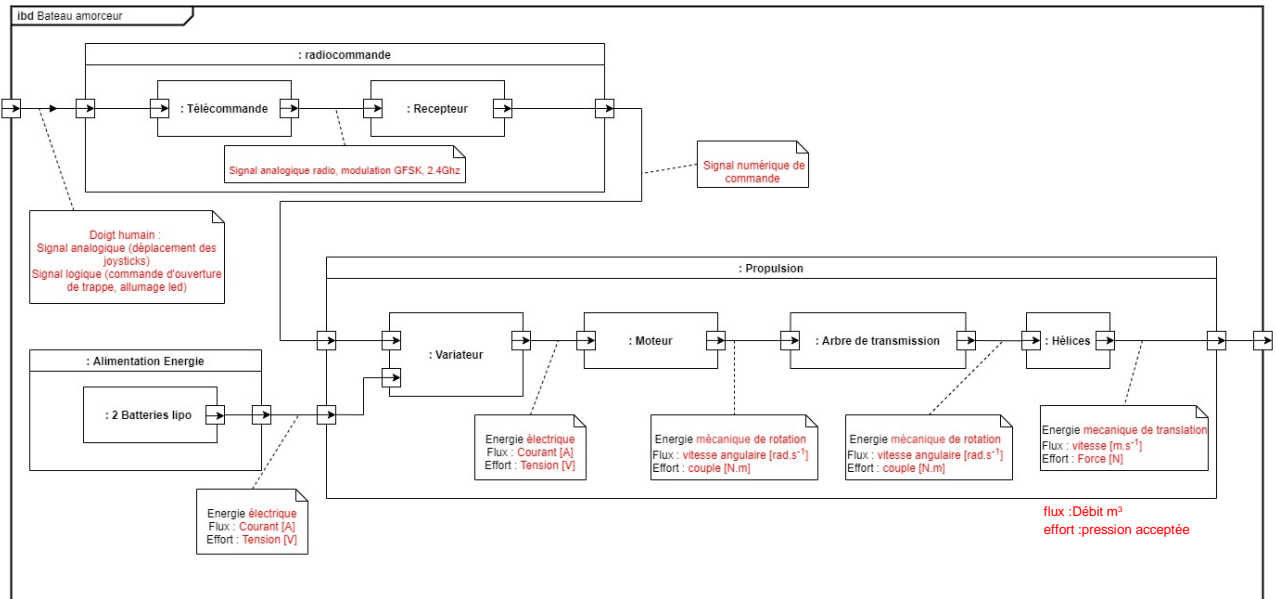 ibd Bateau amorceur
: radiocommande
: Télécommande
: Recepteur
Signal analogique radio, modulation GFSK, 2.4Ghz
Signal numérique de
commande
Doigt humain :
Signal analogique (déplacement des
joysticks)
Signal logique (commande d'ouverture
de trappe, allumage led)
: Propulsion
: Variateur
: Moteur
: Arbre de transmission
: Hélices
: Alimentation Energie
: 2 Batteries lipo
Energie électrique
Flux : Courant [A]
Effort : Tension [V]
Energie électrique
Flux : Courant [A]
Effort : Tension [V]
Energie mécanique de rotation
Flux : vitesse angulaire [rad.s⁻¹]
Effort : couple [N.m]
Energie mécanique de rotation
Flux : vitesse angulaire [rad.s⁻¹]
Effort : couple [N.m]
Energie mecanique de translation
Flux : vitesse [m.s⁻¹]
Effort : Force [N]
flux :Débit m³
effort :pression acceptée